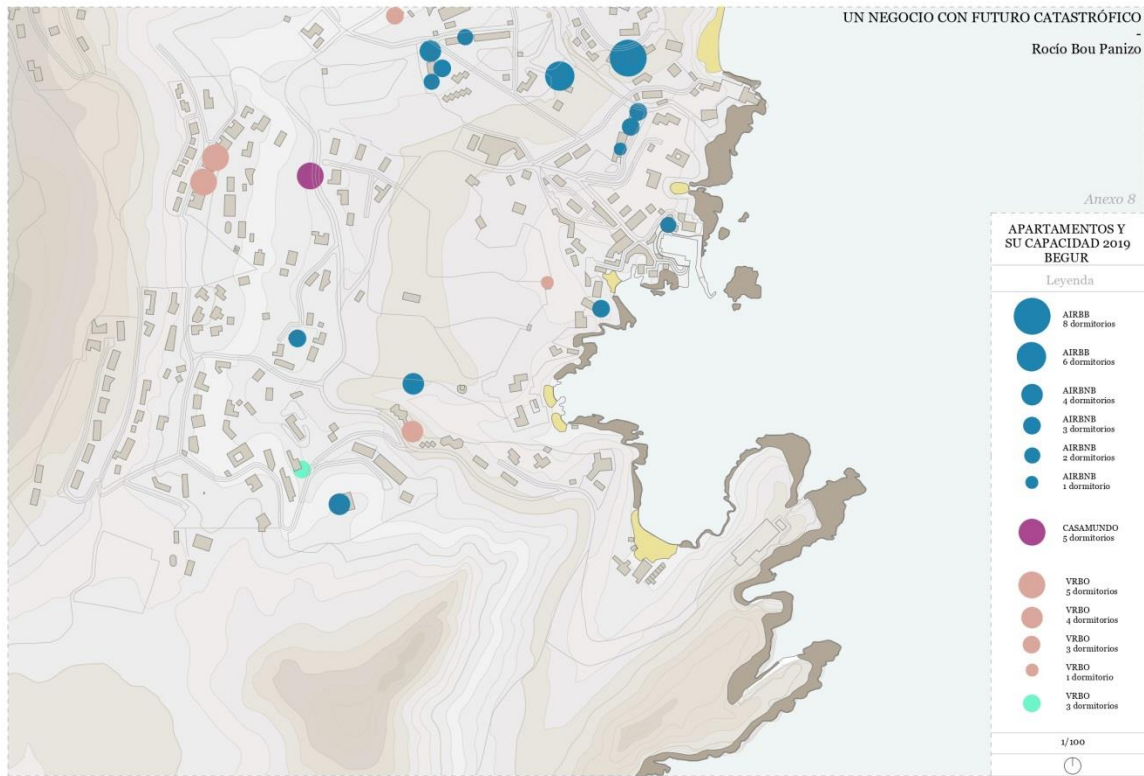 UN NEGOCIO CON FUTURO CATASTRÓFICO
-
Rocío Bou Panizo
Anexo 8
APARTAMENTOS Y
SU CAPACIDAD 2019
BEGUR
Leyenda
AIRBB
8 dormitorios
AIRBB
6 dormitorios
AIRBNB
4 dormitorios
AIRBNB
3 dormitorios
AIRBNB
2 dormitorios
AIRBNB
1 dormitorio
CASAMUNDO
5 dormitorios
VRBO
5 dormitorios
VRBO
4 dormitorios
VRBO
3 dormitorios
VRBO
1 dormitorio
VRBO
3 dormitorios
1/100